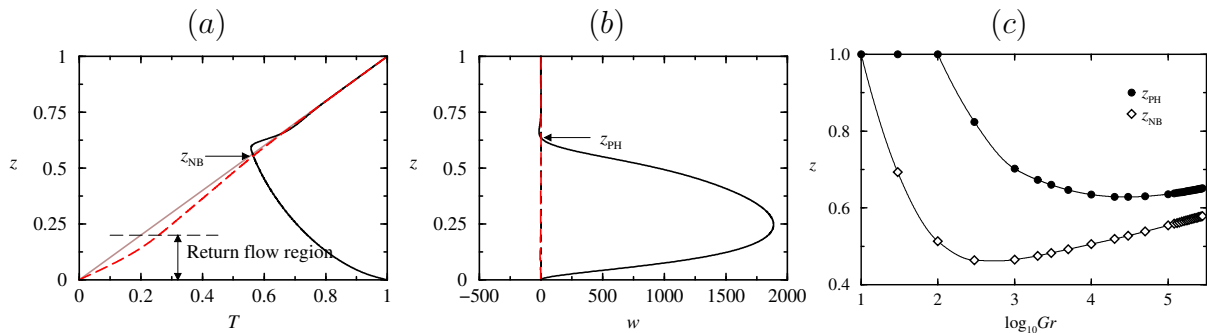 (a)
(b)
(c)
1
0.75
z
0.5
0.25
0
z_NB
Return flow region
0 0.2 0.4 0.6 0.8 1
T
1
0.75
z
0.5
0.25
0
z_PH
−500 0 500 1000 1500 2000
w
1.0
0.8
z
0.6
0.4
z_PH
z_NB
1 2 3 4 5
log₁₀Gr